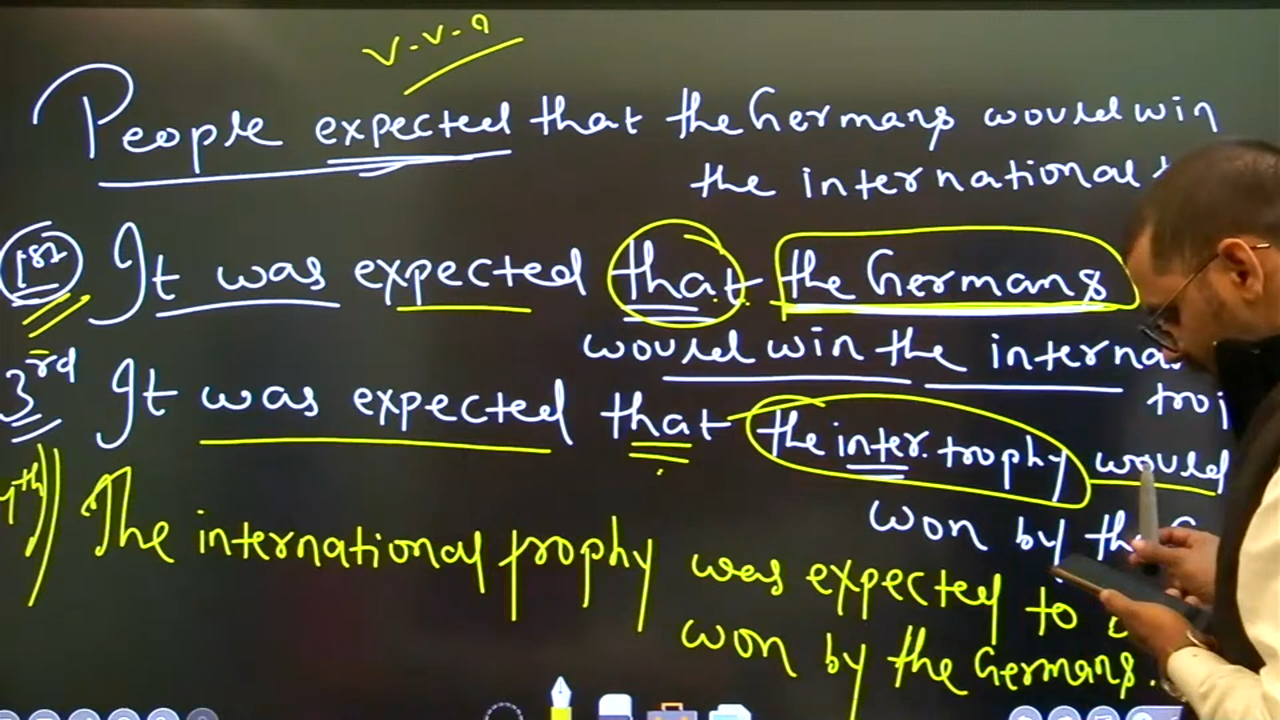 V.V.I
People expected that the Germans would win
the international
1st It was expected that the Germans
would win the interna
troj
3rd It was expected that the inter. trophy would
won by the
4th) The international trophy was expected to
won by the Germans.